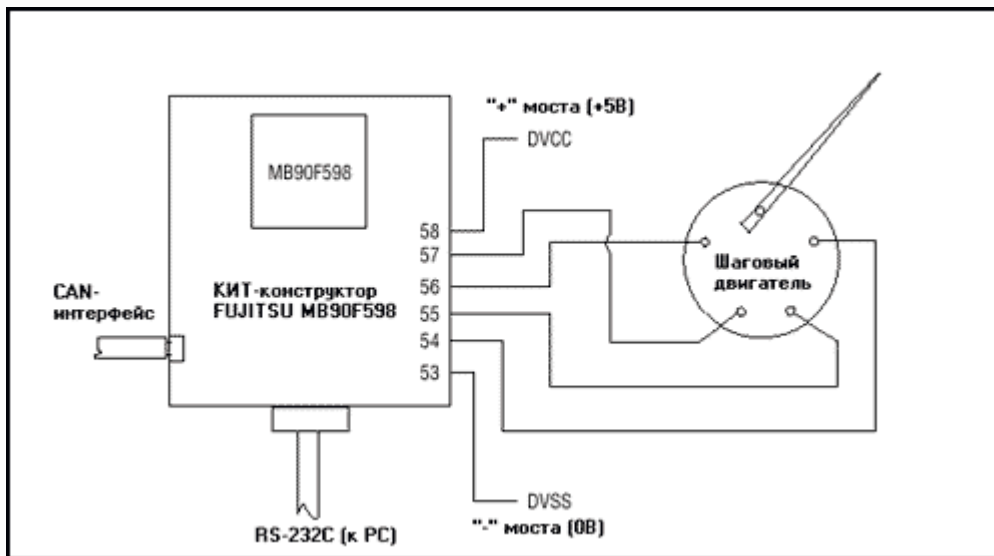 "+" моста (+5В)
DVCC
MB90F598
58
57
56
55
54
53
CAN-
интерфейс
КИТ-конструктор
FUJITSU MB90F598
Шаговый
двигатель
DVSS
"-" моста (0В)
RS-232C (к PC)